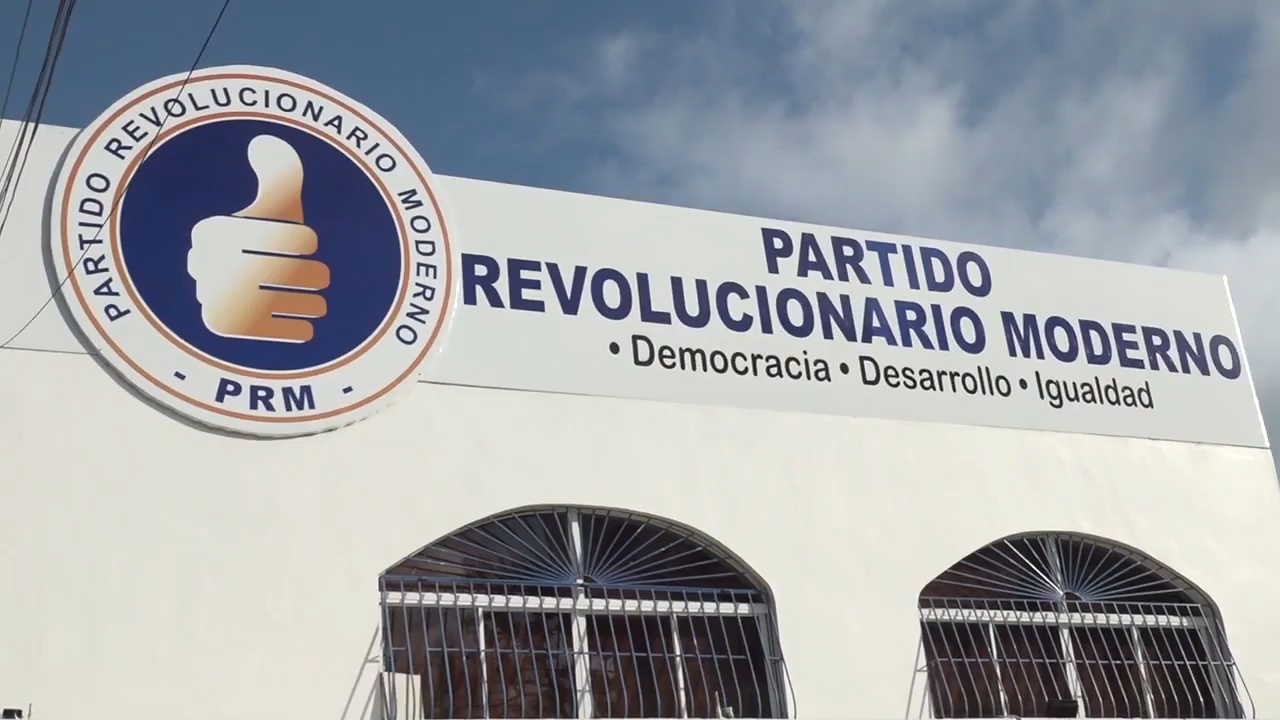 PARTIDO REVOLUCIONARIO MODERNO
- PRM -
PARTIDO
REVOLUCIONARIO MODERNO
• Democracia • Desarrollo • Igualdad